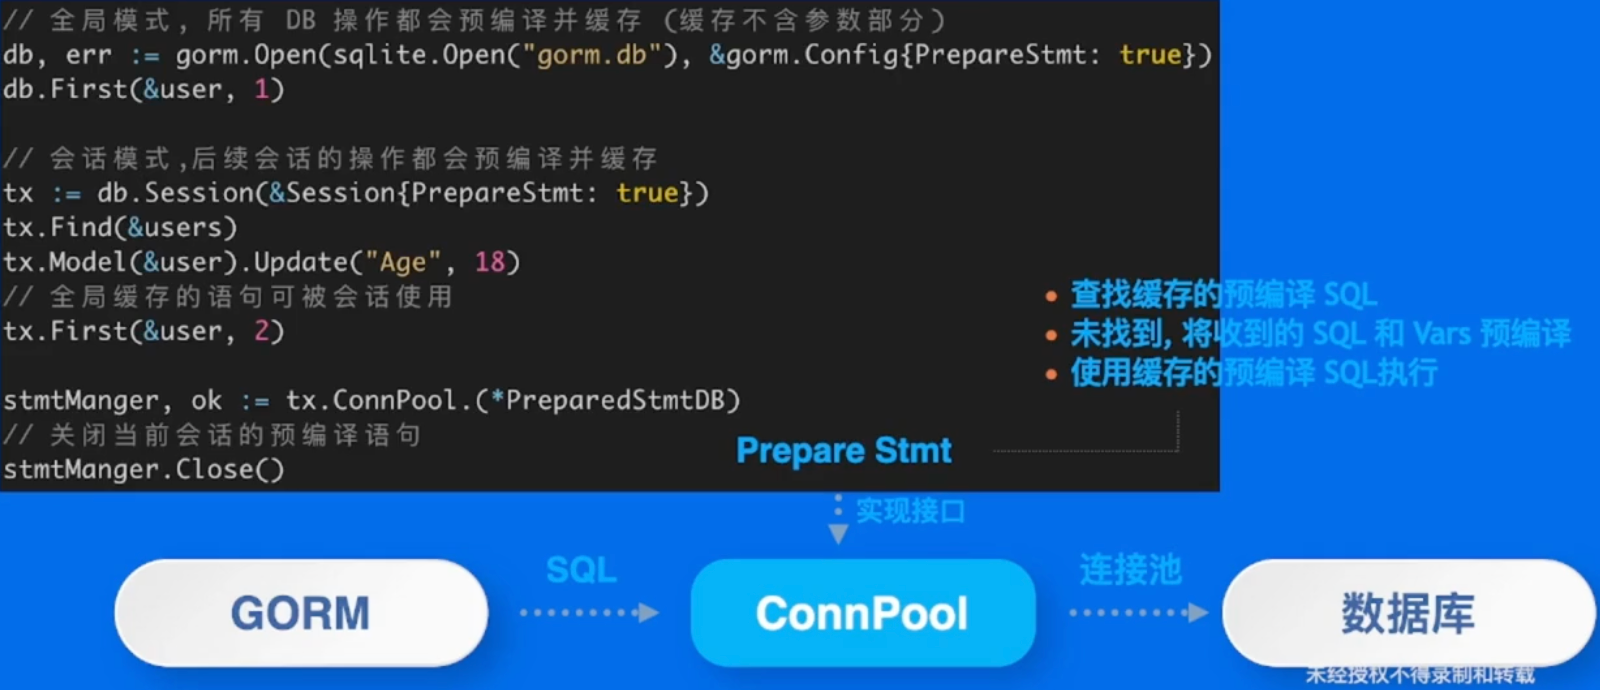 // 全局模式, 所有 DB 操作都会预编译并缓存 (缓存不含参数部分)
db, err := gorm.Open(sqlite.Open("gorm.db"), &gorm.Config{PrepareStmt: true})
db.First(&user, 1)
// 会话模式,后续会话的操作都会预编译并缓存
tx := db.Session(&Session{PrepareStmt: true})
tx.Find(&users)
tx.Model(&user).Update("Age", 18)
// 全局缓存的语句可被会话使用
tx.First(&user, 2)
stmtManger, ok := tx.ConnPool.(*PreparedStmtDB)
// 关闭当前会话的预编译语句
stmtManger.Close()
• 查找缓存的预编译 SQL
• 未找到, 将收到的 SQL 和 Vars 预编译
• 使用缓存的预编译 SQL执行
Prepare Stmt
实现接口
GORM
SQL
ConnPool
连接池
数据库
未经授权不得录制和转载